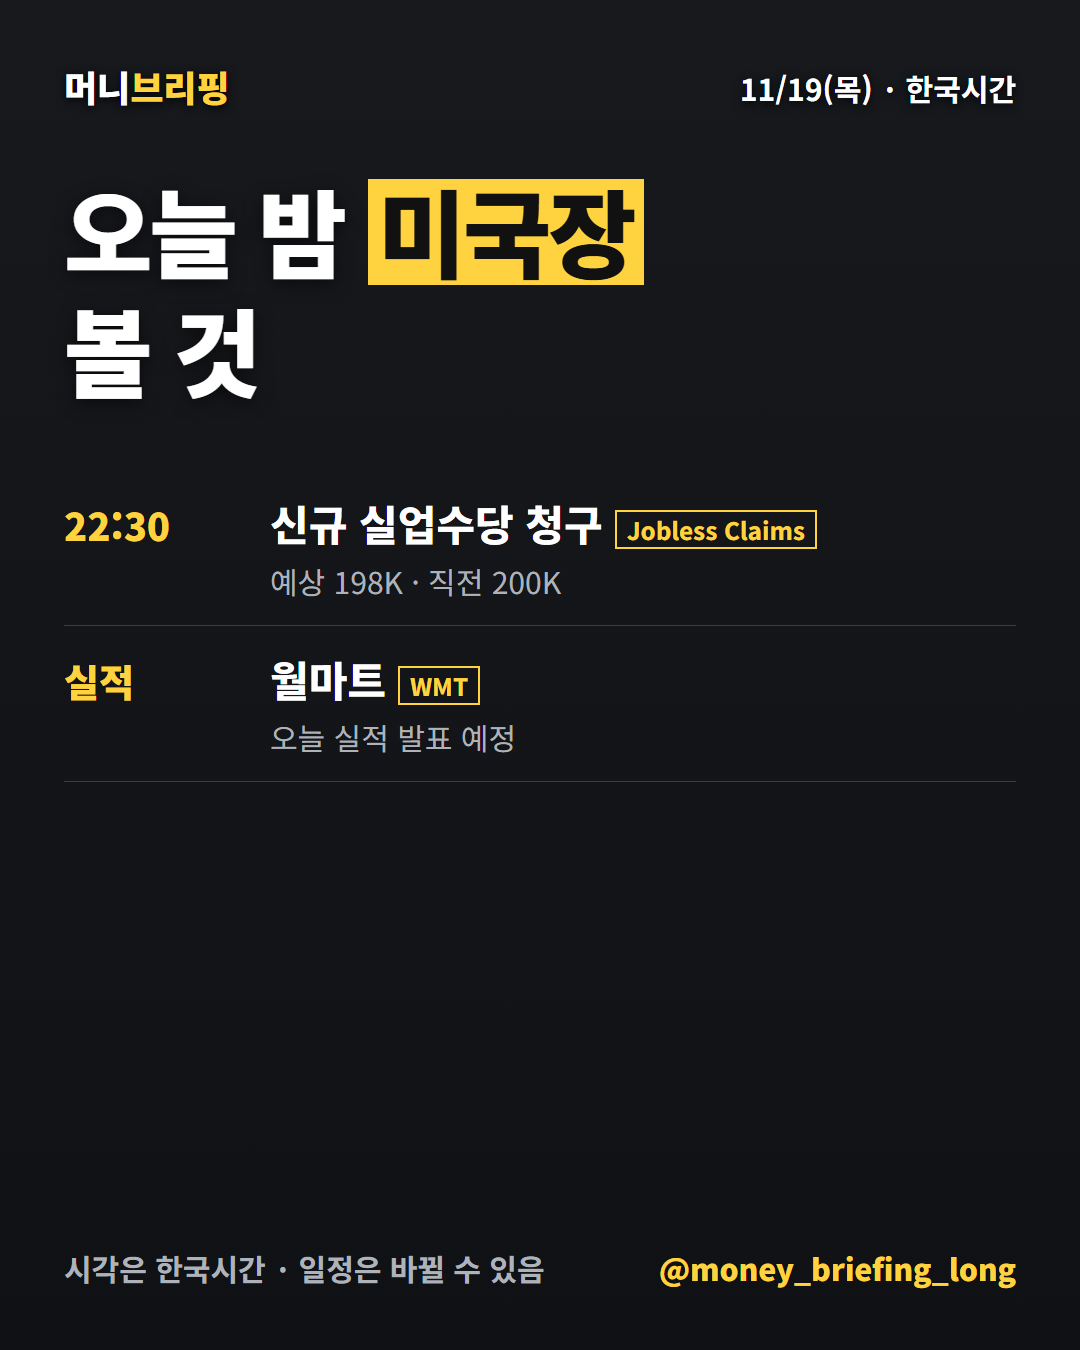 머니브리핑
11/19(목) · 한국시간
오늘 밤 미국장
볼 것
22:30 신규 실업수당 청구 Jobless Claims
예상 198K · 직전 200K
실적 월마트 WMT
오늘 실적 발표 예정
시각은 한국시간 · 일정은 바뀔 수 있음
@money_briefing_long